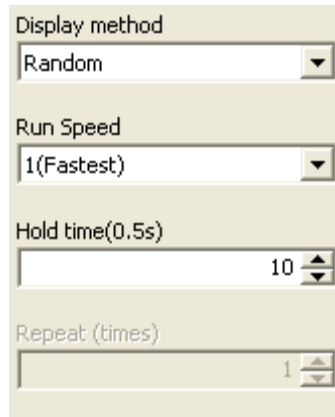 Display method
Random
Run Speed
1(Fastest)
Hold time(0.5s)
10
Repeat (times)
1